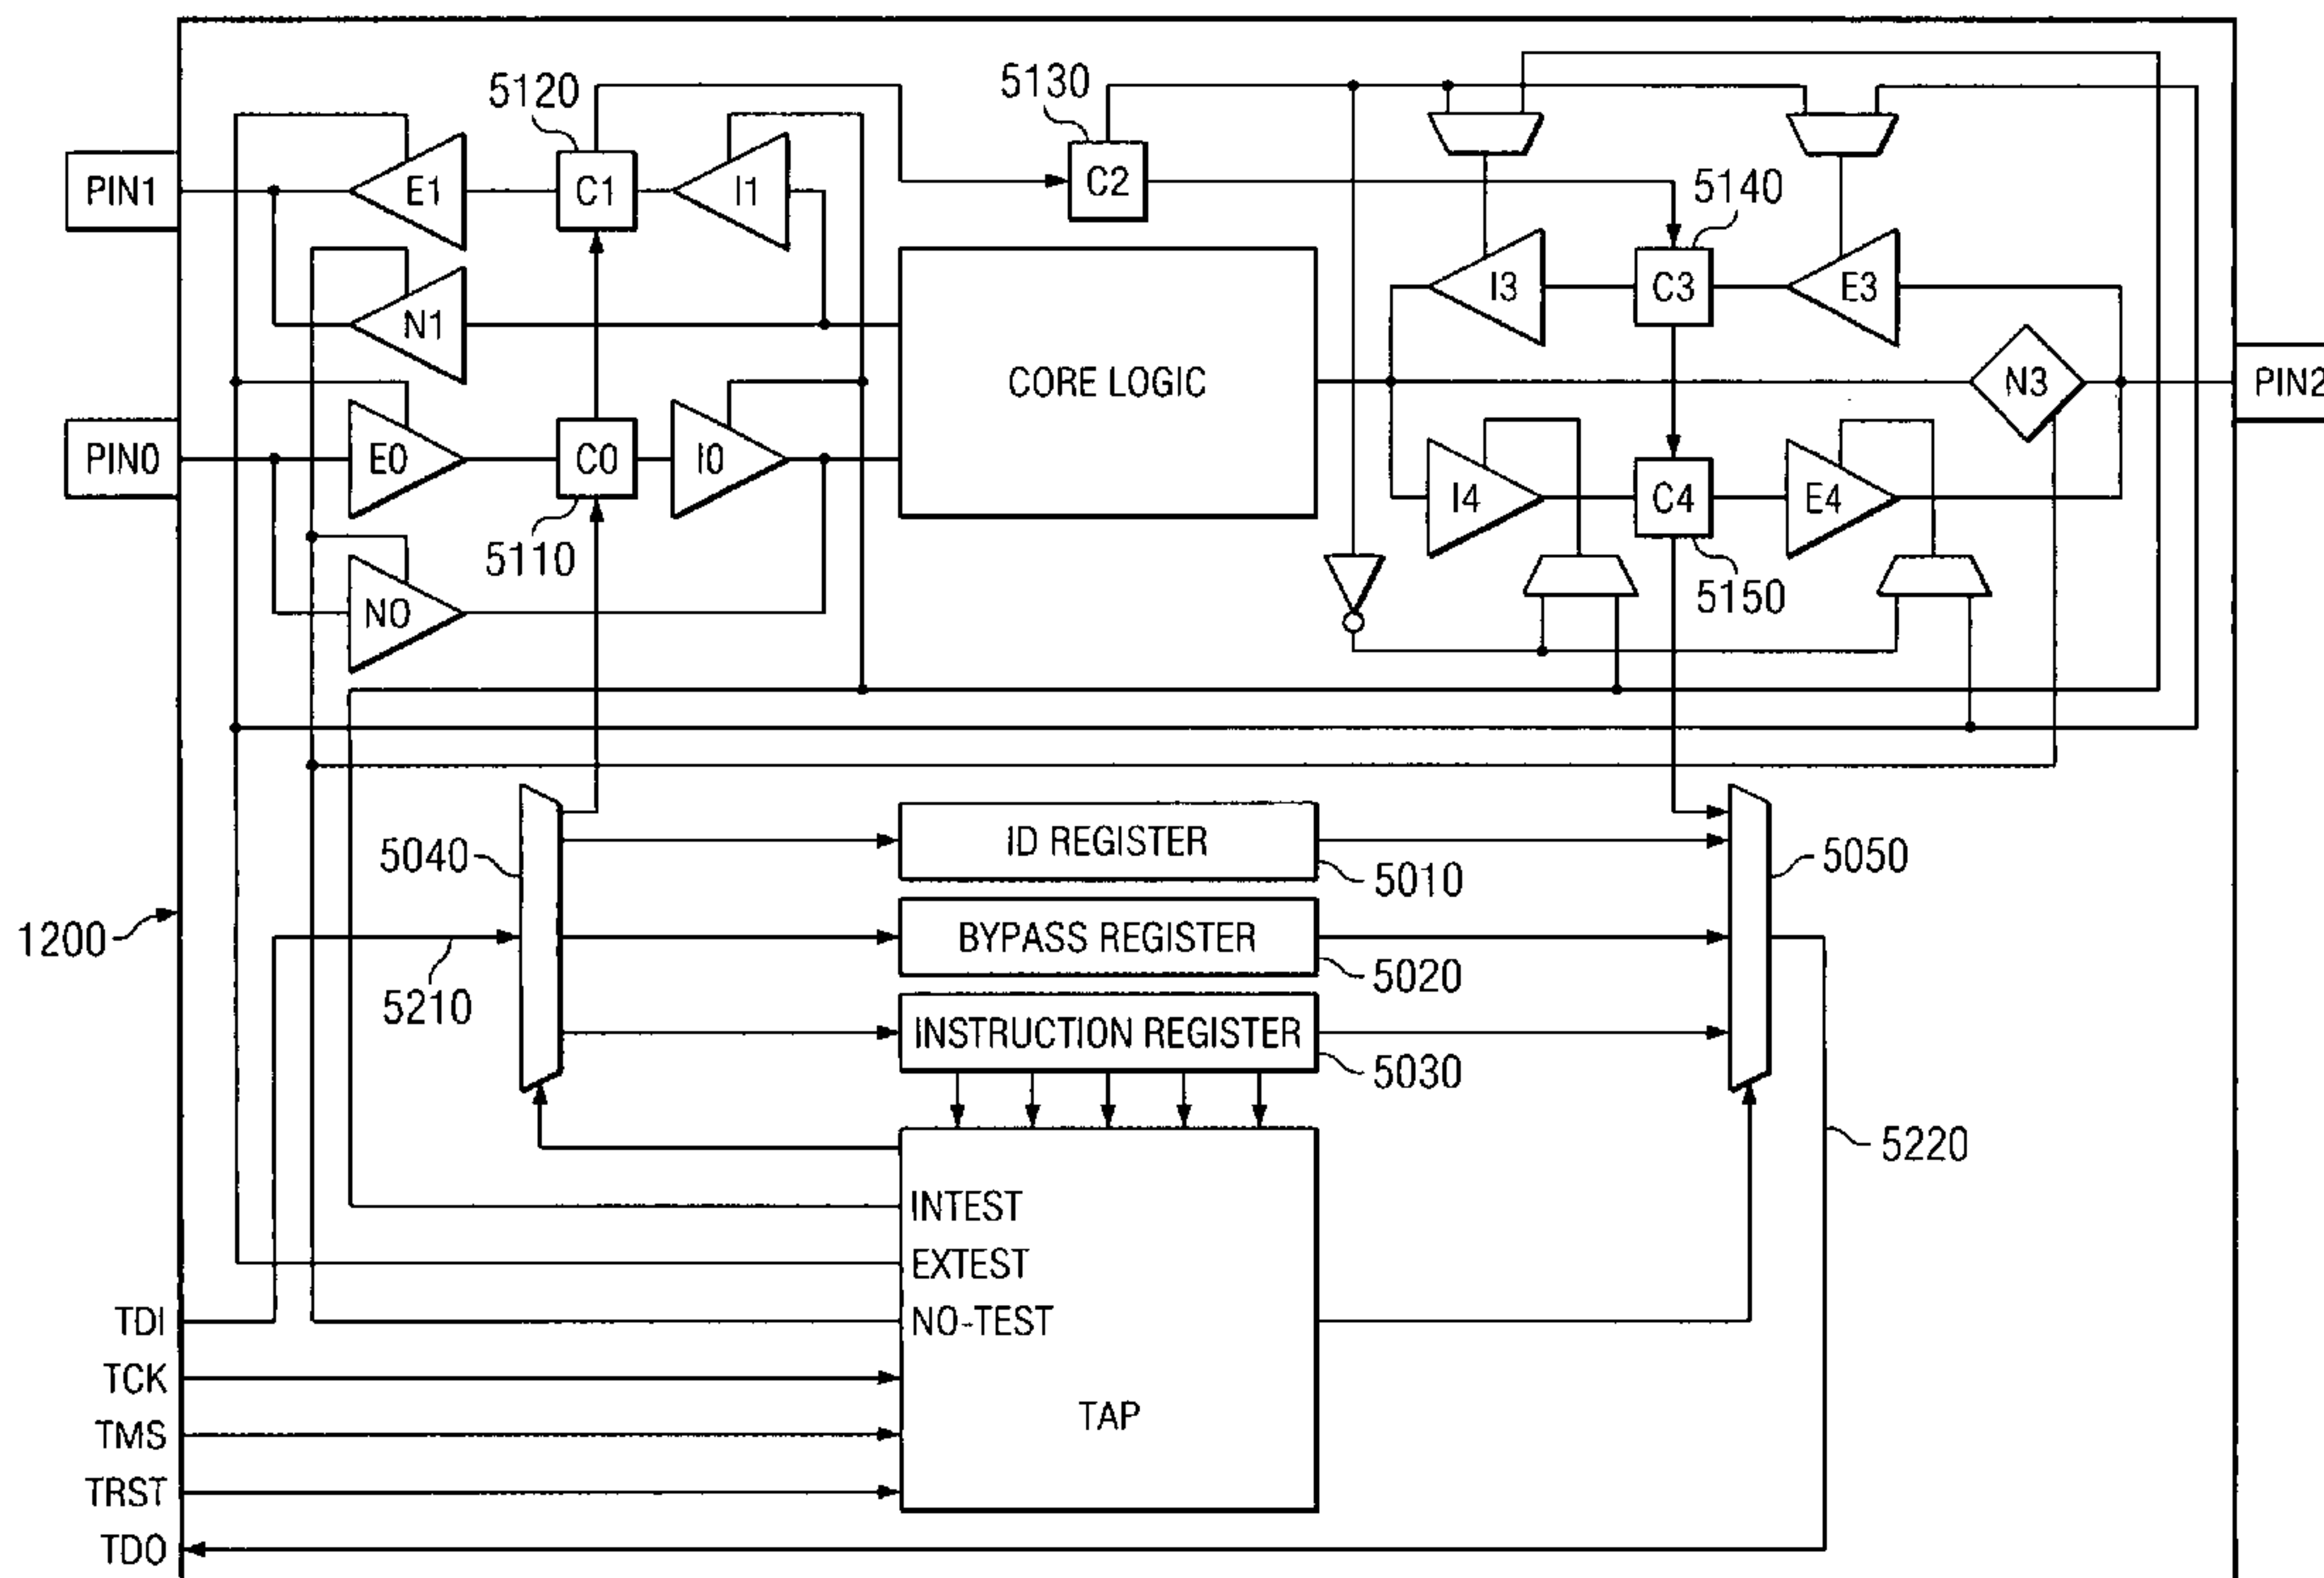 5120
5130
PIN1
E1
C1
I1
C2
5140
I3
C3
E3
N1
CORE LOGIC
N3
PIN2
PIN0
E0
C0
I0
I4
C4
E4
5110
5150
N0
5040
ID REGISTER
5010
5050
1200
5210
BYPASS REGISTER
5020
INSTRUCTION REGISTER
5030
5220
INTEST
EXTEST
TDI
NO-TEST
TCK
TAP
TMS
TRST
TDO